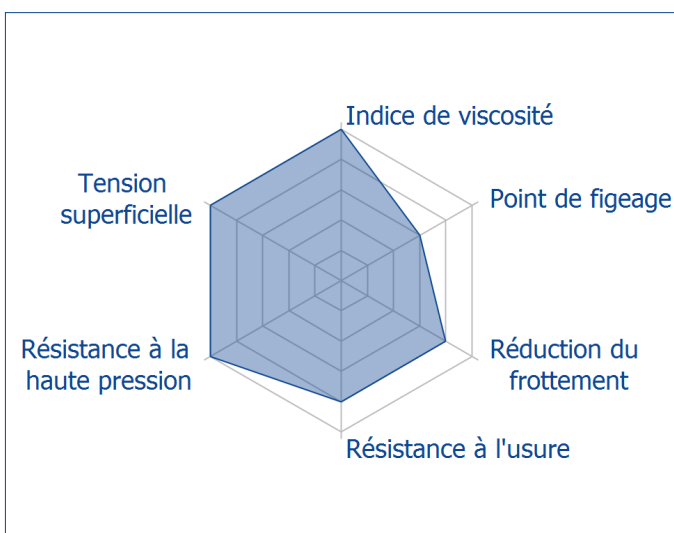 Indice de viscosité
Tension
superficielle
Point de figeage
Résistance à la
haute pression
Réduction du
frottement
Résistance à l'usure